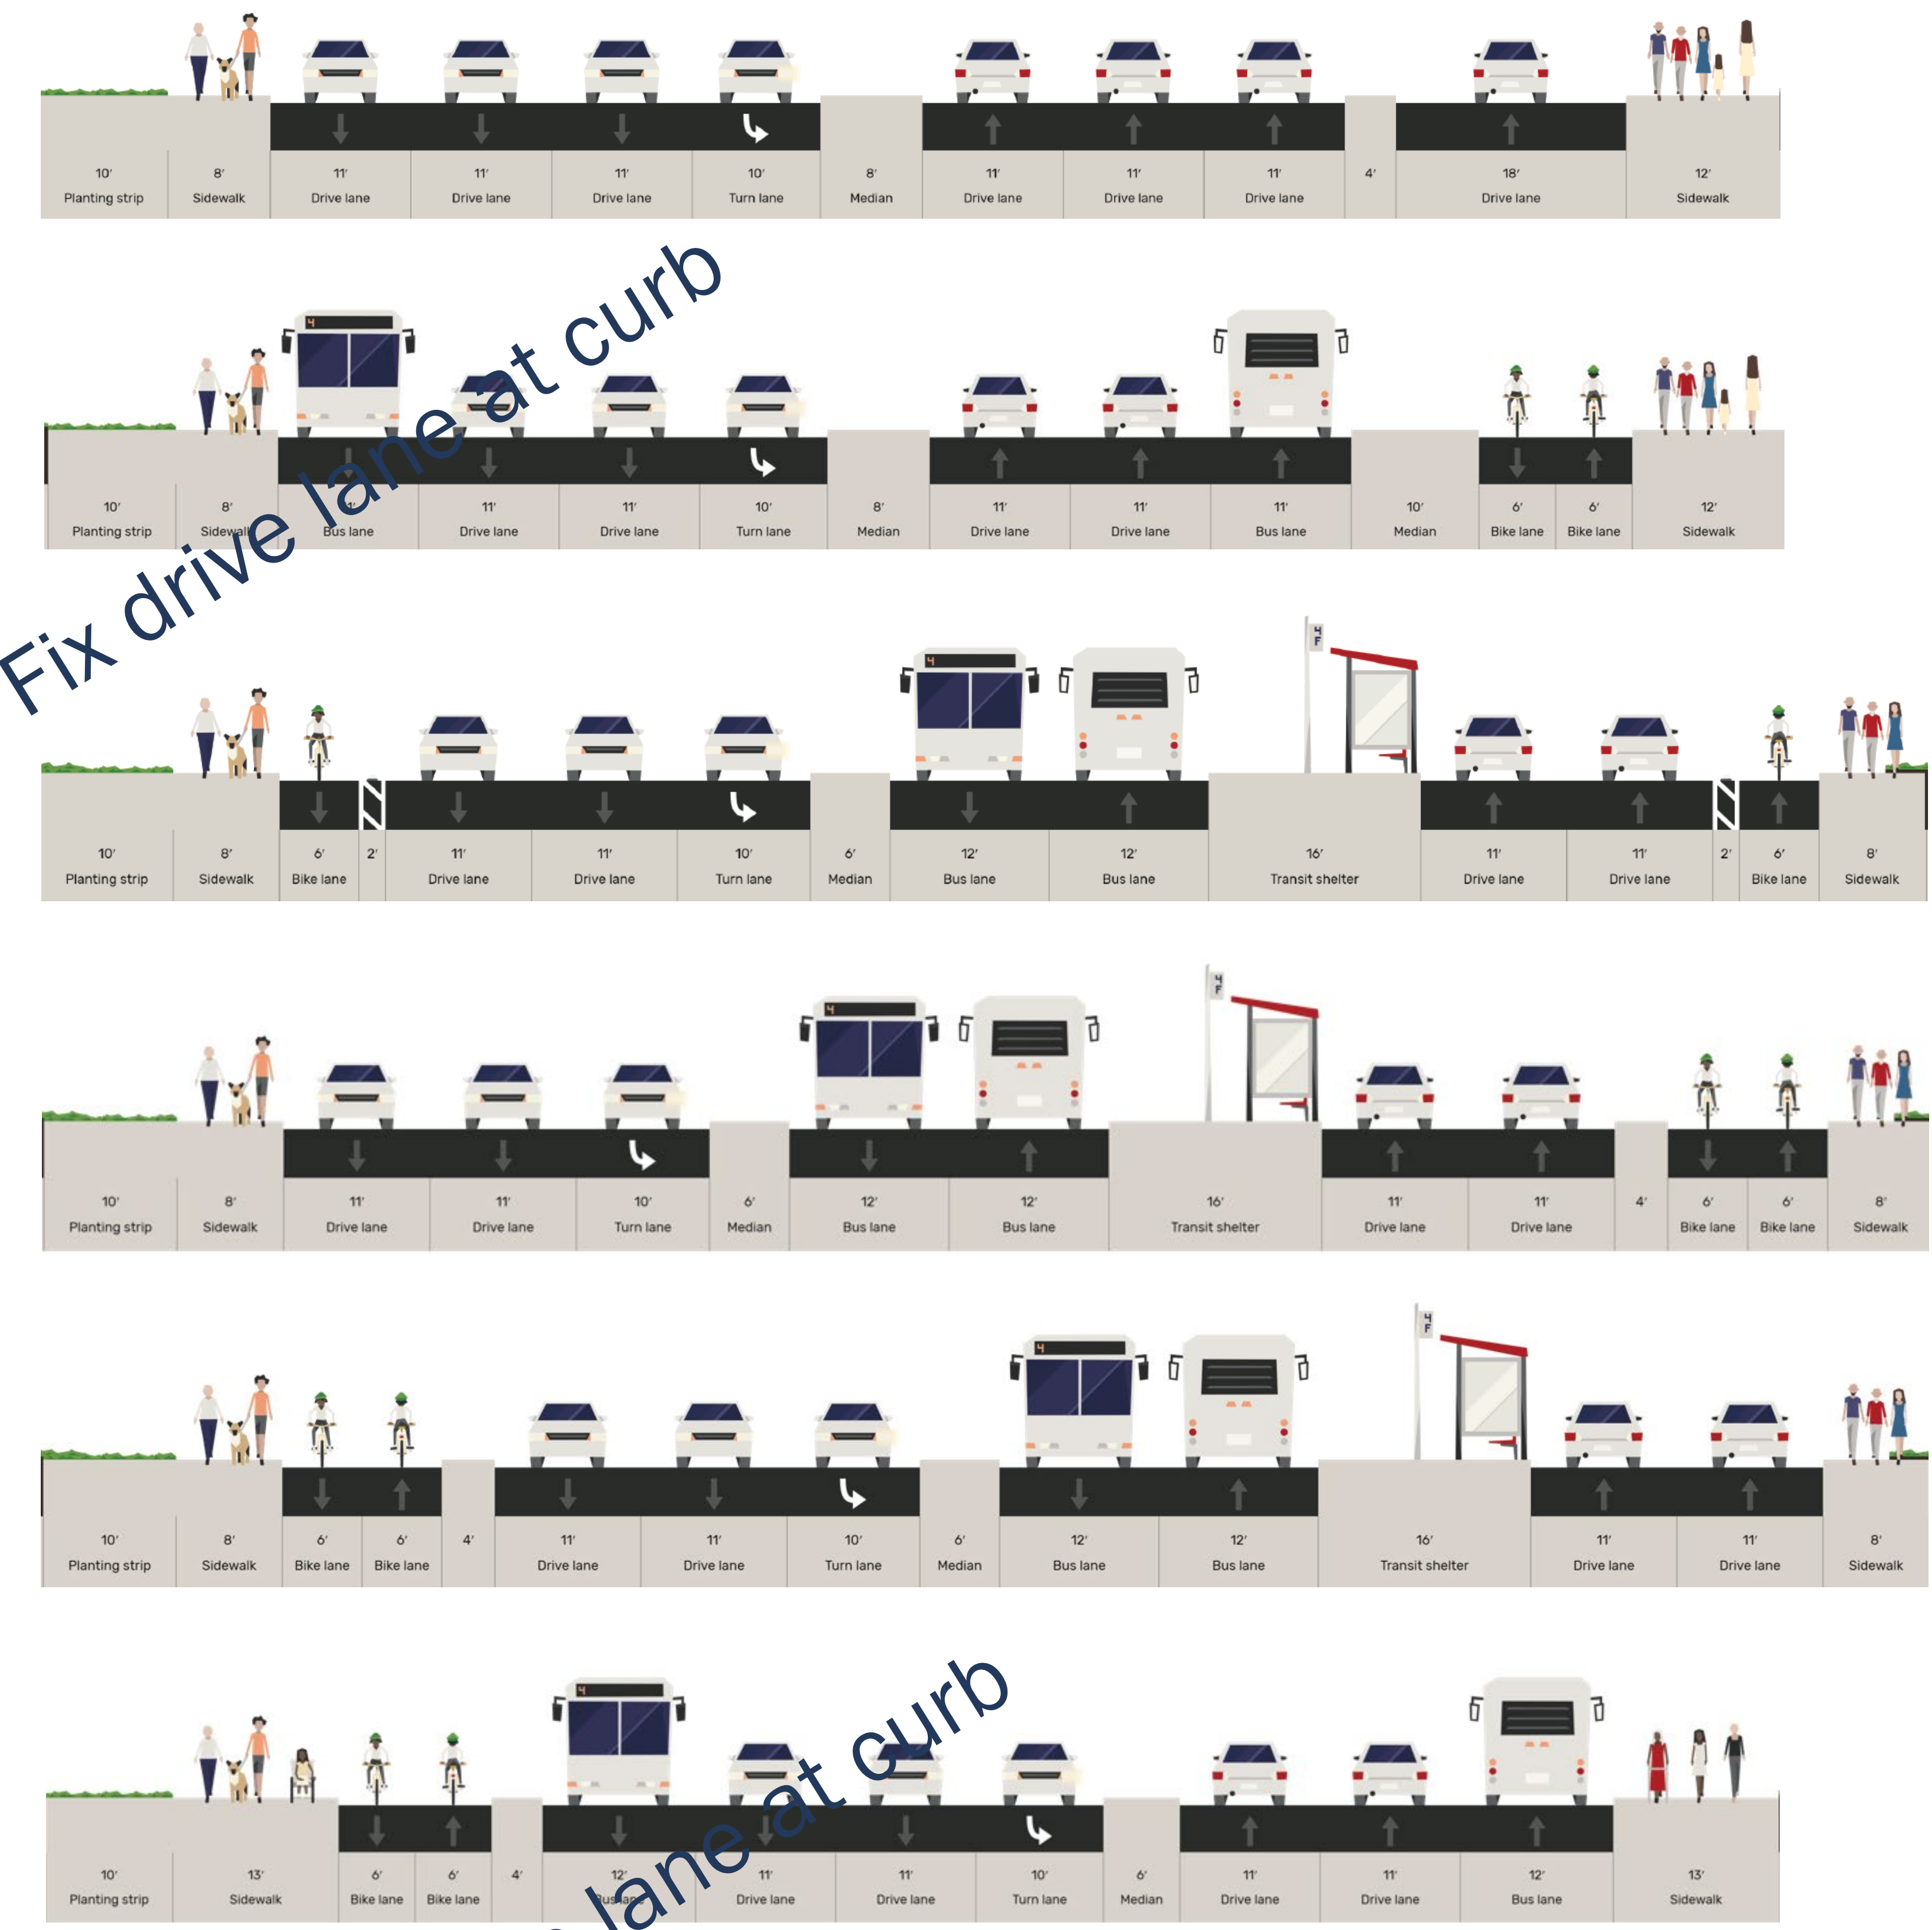 10' 8' 11' 11' 11' 10' 8' 11' 11' 11' 4' 18' 12'
Planting strip Sidewalk Drive lane Drive lane Drive lane Turn lane Median Drive lane Drive lane Drive lane Drive lane Sidewalk
Fix drive lane at curb
4
10' 8' 11' 11' 11' 10' 8' 11' 11' 11' 10' 6' 6' 12'
Planting strip Sidewalk Bus lane Drive lane Drive lane Turn lane Median Drive lane Drive lane Bus lane Median Bike lane Bike lane Sidewalk
4
10' 8' 6' 2' 11' 11' 10' 6' 12' 12' 16' 11' 11' 2' 6' 8'
Planting strip Sidewalk Bike lane Drive lane Drive lane Turn lane Median Bus lane Bus lane Transit shelter Drive lane Drive lane Bike lane Sidewalk
4
10' 8' 11' 11' 10' 6' 12' 12' 16' 11' 11' 4' 6' 6' 8'
Planting strip Sidewalk Drive lane Drive lane Turn lane Median Bus lane Bus lane Transit shelter Drive lane Drive lane Bike lane Bike lane Sidewalk
4
4
F
10' 8' 6' 6' 4' 11' 11' 10' 6' 12' 12' 16' 11' 11' 8'
Planting strip Sidewalk Bike lane Bike lane Drive lane Drive lane Turn lane Median Bus lane Bus lane Transit shelter Drive lane Drive lane Sidewalk
4
lane at curb
10' 13' 6' 6' 4' 12' 11' 11' 10' 6' 11' 11' 12' 13'
Planting strip Sidewalk Bike lane Bike lane Bus lane Drive lane Drive lane Turn lane Median Drive lane Drive lane Bus lane Sidewalk